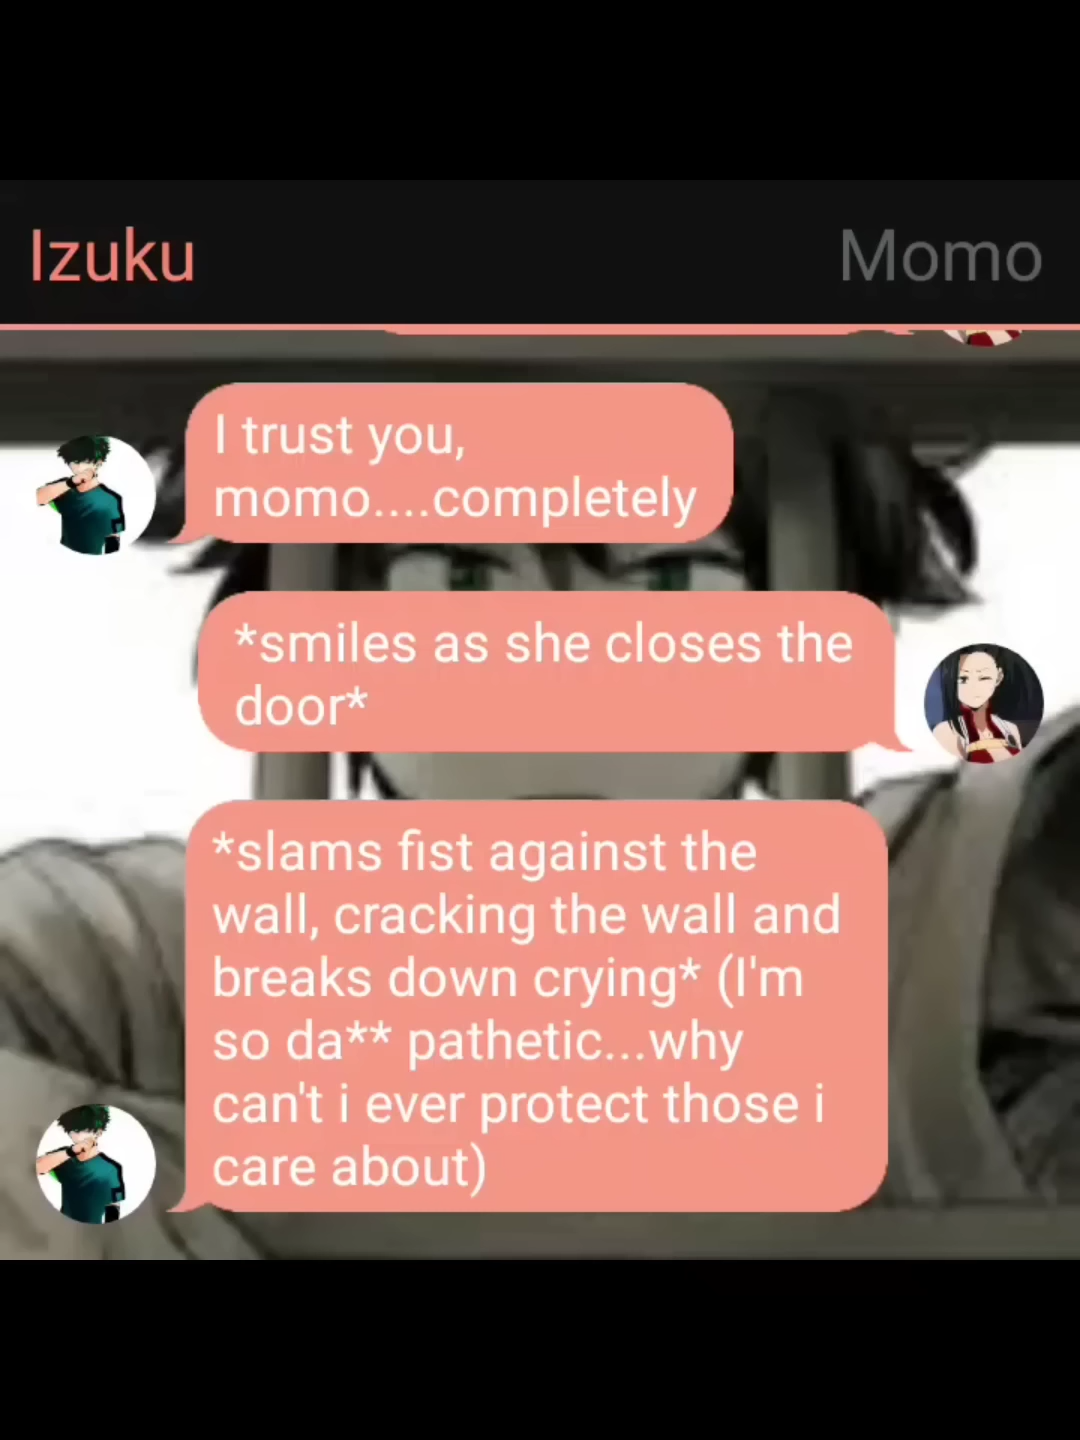 Izuku
Momo
I trust you,
momo....completely
*smiles as she closes the
door*
*slams fist against the
wall, cracking the wall and
breaks down crying* (I'm
so da** pathetic...why
can't i ever protect those i
care about)